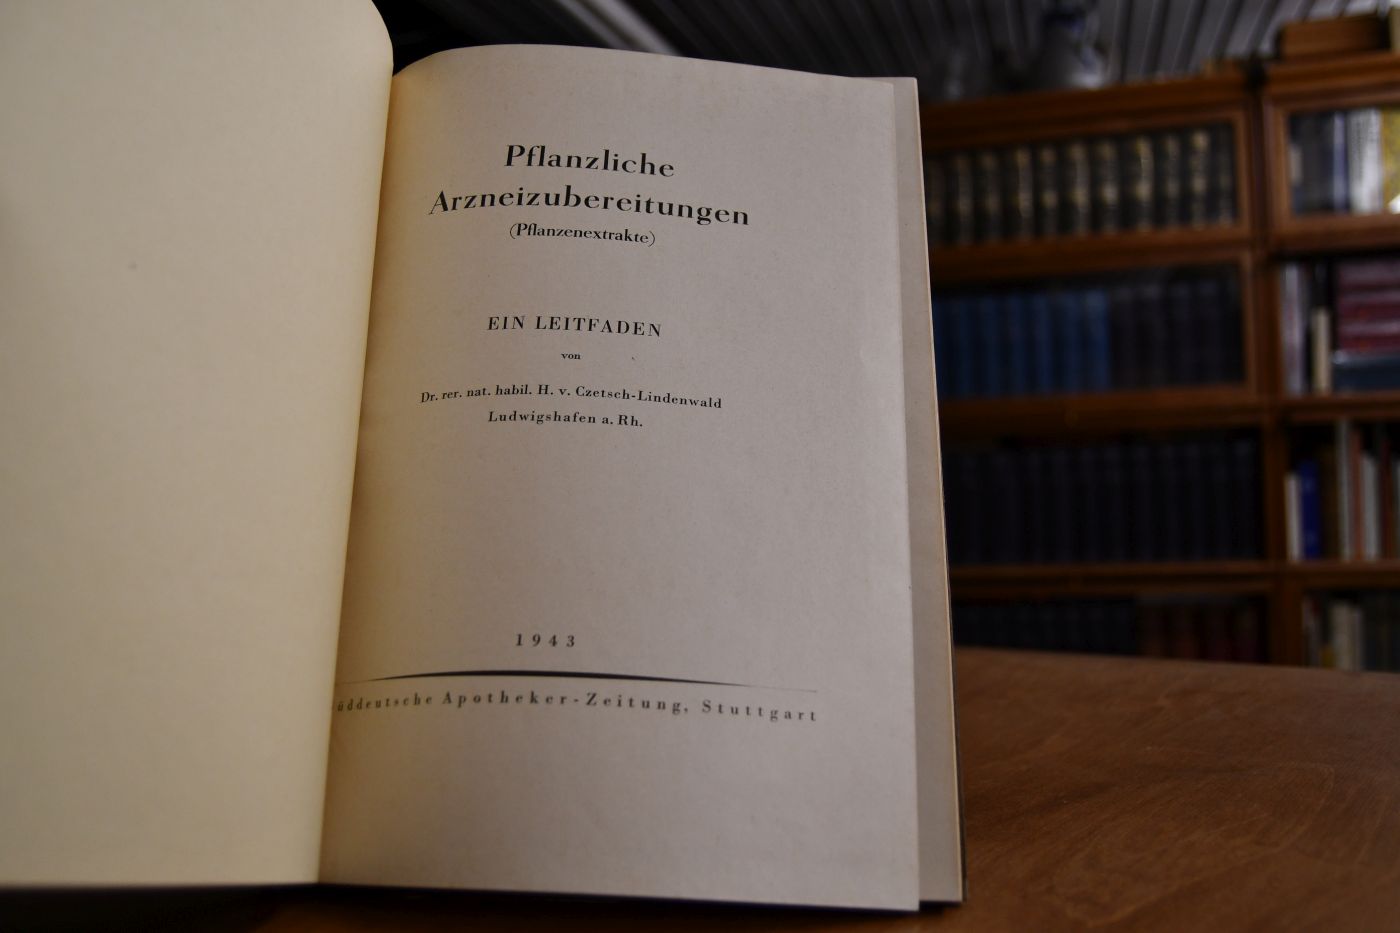 Pflanzliche
Arzneizubereitungen
(Pflanzenextrakte)
EIN LEITFADEN
von
Dr. rer. nat. habil. H. v. Czetsch-Lindenwald
Ludwigshafen a. Rh.
1943
üddeutsche Apotheker-Zeitung, Stuttgart